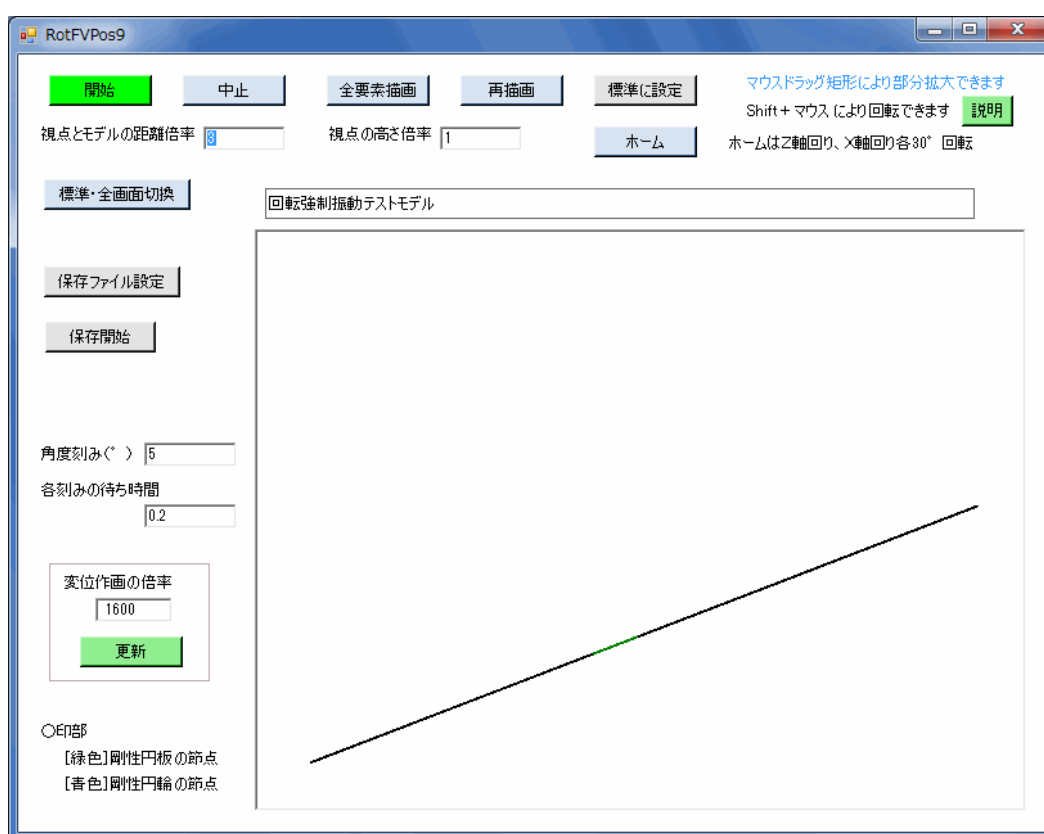 RotFVPos9
開始 中止 全要素描画 再描画 標準に設定 マウスドラッグ矩形により部分拡大できます
Shift+マウス により回転できます 説明
視点とモデルの距離倍率 3 視点の高さ倍率 1 ホーム ホームはZ軸回り、X軸回り各30° 回転
標準・全画面切換
回転強制振動テストモデル
保存ファイル設定
保存開始
角度刻み(° ) 5
各刻みの待ち時間
0.2
変位作画の倍率
1600
更新
○印部
[緑色]剛性円板の節点
[青色]剛性円輪の節点